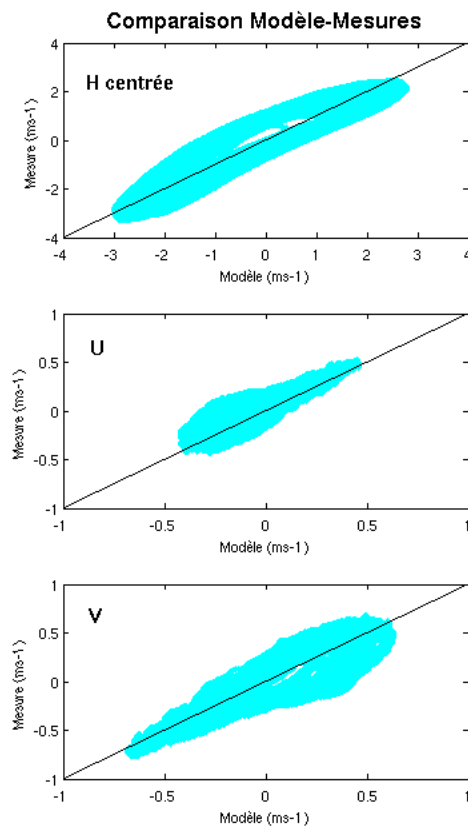 Comparaison Modèle-Mesures
4
2
0
-2
-4
Mesure (ms-1)
H centrée
-4 -3 -2 -1 0 1 2 3 4
Modèle (ms-1)
1
0.5
0
-0.5
-1
Mesure (ms-1)
U
-1 -0.5 0 0.5 1
Modèle (ms-1)
1
0.5
0
-0.5
-1
Mesure (ms-1)
V
-1 -0.5 0 0.5 1
Modèle (ms-1)